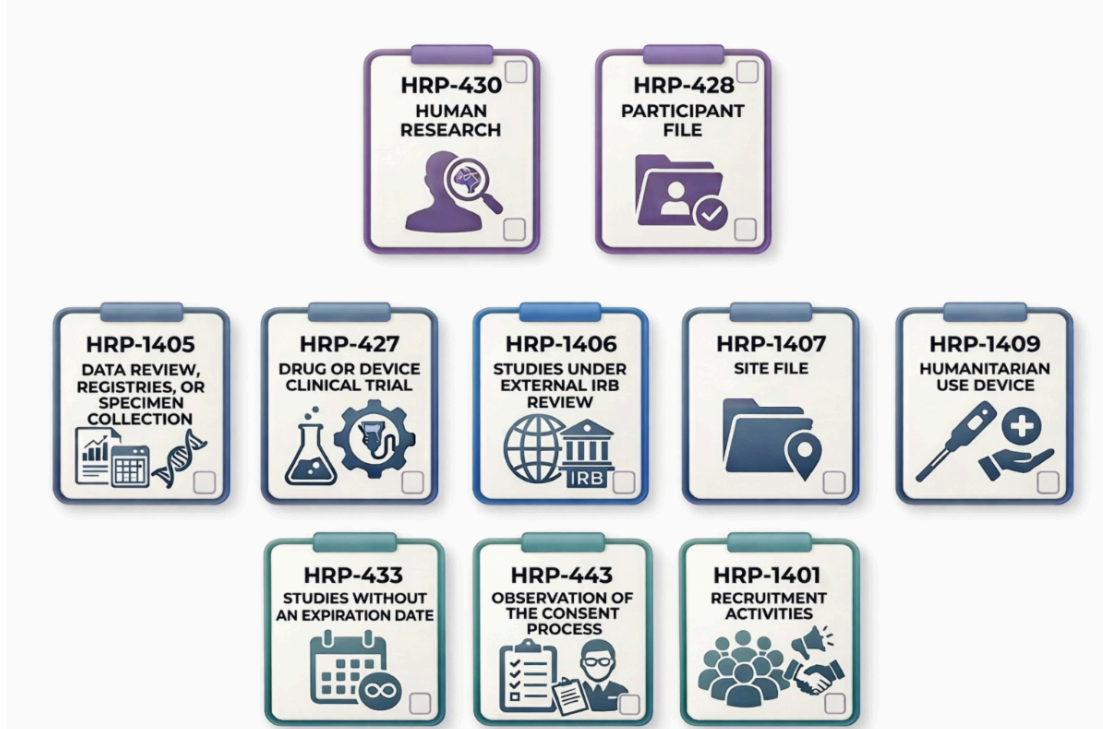 HRP-430
HUMAN
RESEARCH
HRP-428
PARTICIPANT
FILE
HRP-1405
DATA REVIEW,
REGISTRIES, OR
SPECIMEN
COLLECTION
HRP-427
DRUG OR DEVICE
CLINICAL TRIAL
HRP-1406
STUDIES UNDER
EXTERNAL IRB
REVIEW
IRB
HRP-1407
SITE FILE
HRP-1409
HUMANITARIAN
USE DEVICE
HRP-433
STUDIES WITHOUT
AN EXPIRATION DATE
HRP-443
OBSERVATION OF
THE CONSENT
PROCESS
HRP-1401
RECRUITMENT
ACTIVITIES